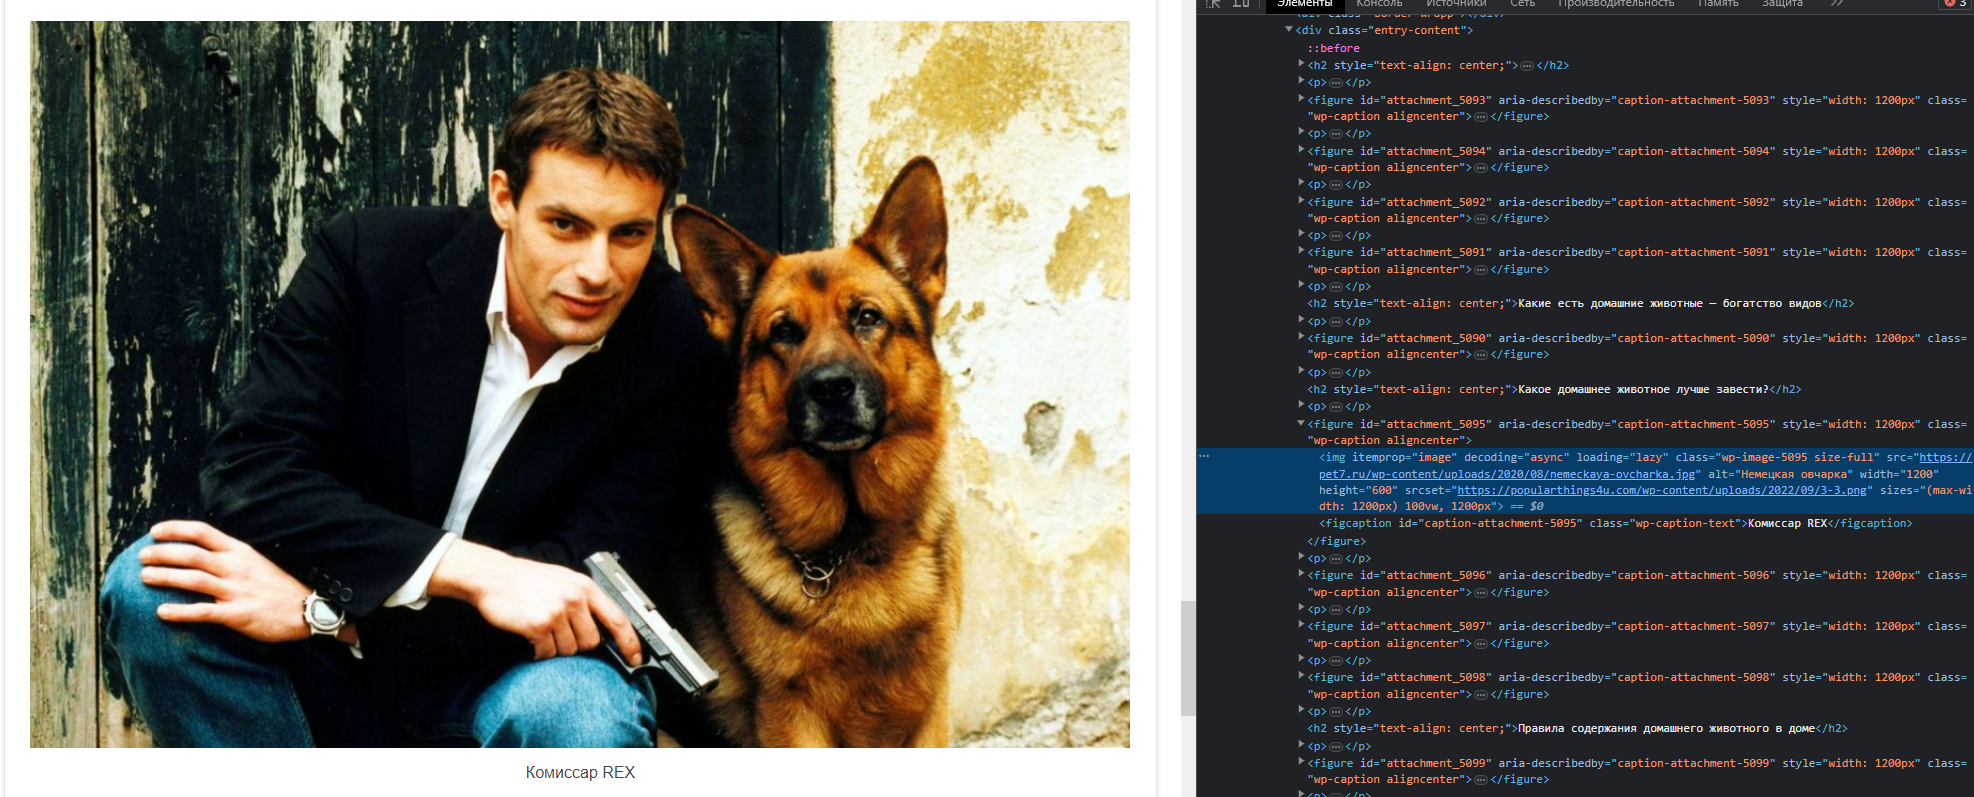 Комиссар REX
Элементы Консоль Источники Сеть Производительность Память Защита 3
<div class="entry-content">
::before
<h2 style="text-align: center;"></h2>
<p></p>
<figure id="attachment_5093" aria-describedby="caption-attachment-5093" style="width: 1200px" class=
"wp-caption aligncenter"></figure>
<p></p>
<figure id="attachment_5094" aria-describedby="caption-attachment-5094" style="width: 1200px" class=
"wp-caption aligncenter"></figure>
<p></p>
<figure id="attachment_5092" aria-describedby="caption-attachment-5092" style="width: 1200px" class=
"wp-caption aligncenter"></figure>
<p></p>
<figure id="attachment_5091" aria-describedby="caption-attachment-5091" style="width: 1200px" class=
"wp-caption aligncenter"></figure>
<p></p>
<h2 style="text-align: center;">Какие есть домашние животные — богатство видов</h2>
<p></p>
<figure id="attachment_5090" aria-describedby="caption-attachment-5090" style="width: 1200px" class=
"wp-caption aligncenter"></figure>
<p></p>
<h2 style="text-align: center;">Какое домашнее животное лучше завести?</h2>
<p></p>
<figure id="attachment_5095" aria-describedby="caption-attachment-5095" style="width: 1200px" class=
"wp-caption aligncenter">
<img itemprop="image" decoding="async" loading="lazy" class="wp-image-5095 size-full" src="https://
pet7.ru/wp-content/uploads/2020/08/nemeckaya-ovcharka.jpg" alt="Немецкая овчарка" width="1200"
height="600" srcset="https://popularthings4u.com/wp-content/uploads/2022/09/3-3.png" sizes="(max-wi
dth: 1200px) 100vw, 1200px"> == $0
<figcaption id="caption-attachment-5095" class="wp-caption-text">Комиссар REX</figcaption>
</figure>
<p></p>
<figure id="attachment_5096" aria-describedby="caption-attachment-5096" style="width: 1200px" class=
"wp-caption aligncenter"></figure>
<p></p>
<figure id="attachment_5097" aria-describedby="caption-attachment-5097" style="width: 1200px" class=
"wp-caption aligncenter"></figure>
<p></p>
<figure id="attachment_5098" aria-describedby="caption-attachment-5098" style="width: 1200px" class=
"wp-caption aligncenter"></figure>
<p></p>
<h2 style="text-align: center;">Правила содержания домашнего животного в доме</h2>
<p></p>
<figure id="attachment_5099" aria-describedby="caption-attachment-5099" style="width: 1200px" class=
"wp-caption aligncenter"></figure>